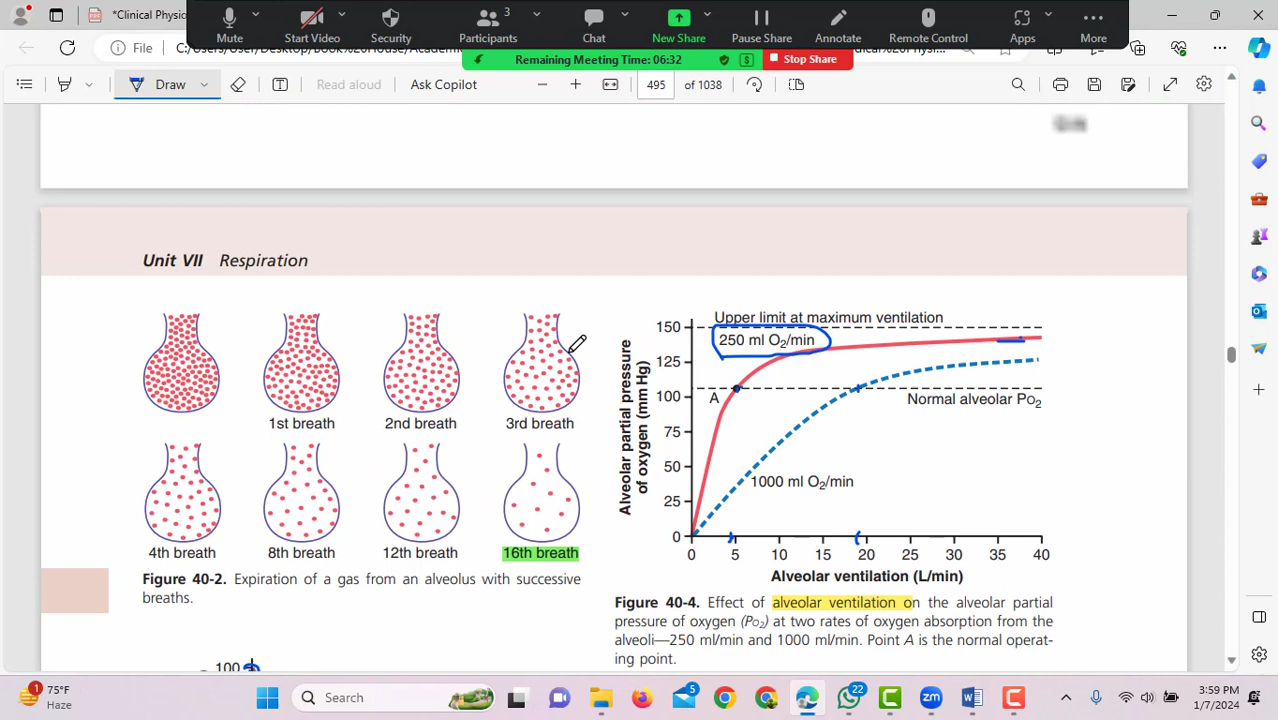 *Clinical Physio
Mute
Start Video
Security
3
Participants
Chat
New Share
Pause Share
Annotate
Remote Control
Apps
More
Remaining Meeting Time: 06:32
Stop Share
File
Draw
Read aloud
Ask Copilot
495 of 1038
Unit VII Respiration
1st breath
2nd breath
3rd breath
4th breath
8th breath
12th breath
16th breath
Figure 40-2. Expiration of a gas from an alveolus with successive
breaths.
100
Upper limit at maximum ventilation
250 ml O₂/min
A
Normal alveolar PO₂
1000 ml O₂/min
Alveolar partial pressure
of oxygen (mm Hg)
150
125
100
75
50
25
0
0 5 10 15 20 25 30 35 40
Alveolar ventilation (L/min)
Figure 40-4. Effect of alveolar ventilation on the alveolar partial
pressure of oxygen (PO₂) at two rates of oxygen absorption from the
alveoli—250 ml/min and 1000 ml/min. Point A is the normal operat-
ing point.
1
75°F
Haze
Search
5
22
3:59 PM
1/7/2024